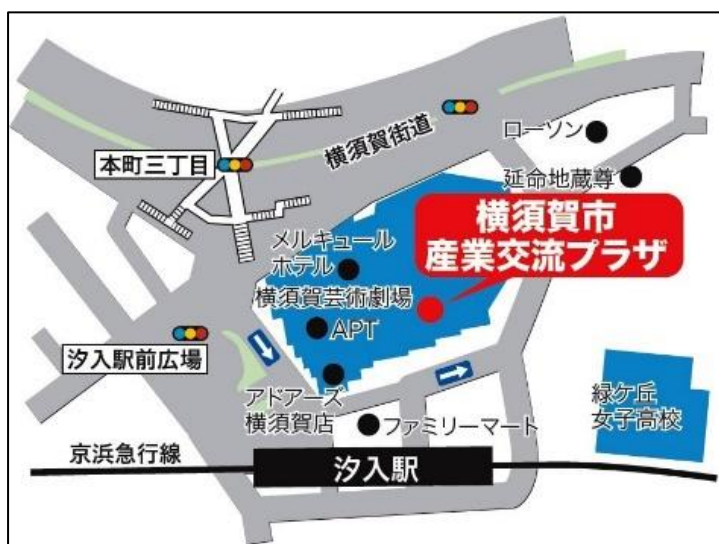 横須賀街道
ローソン
本町三丁目
延命地蔵尊
横須賀市
産業交流プラザ
メルキュール
ホテル
横須賀芸術劇場
APT
汐入駅前広場
アドアーズ
横須賀店
ファミリーマート
緑ケ丘
女子高校
京浜急行線
汐入駅